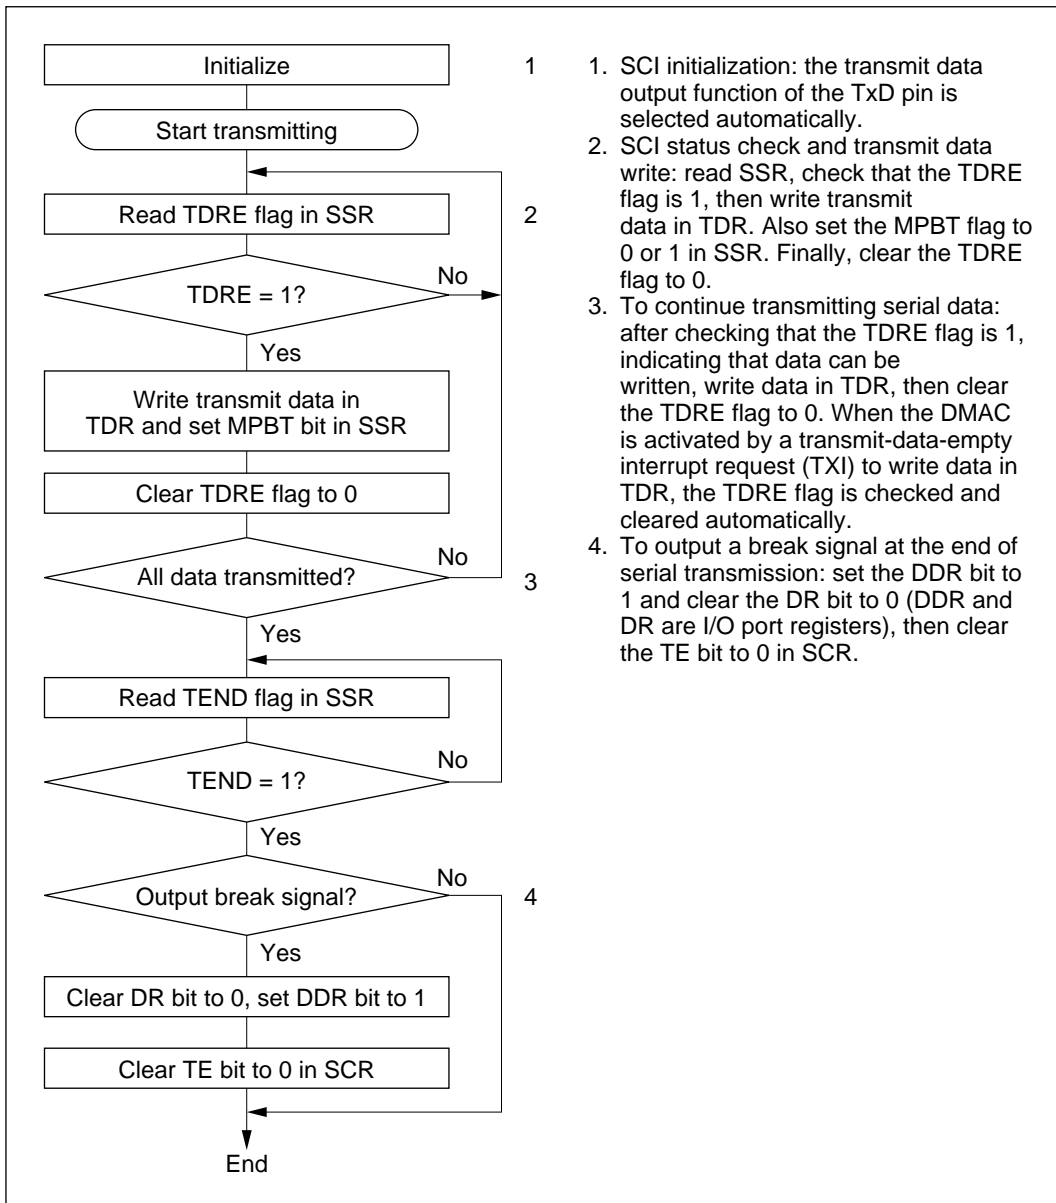 Initialize
1
Start transmitting
Read TDRE flag in SSR
2
TDRE = 1?
No
Yes
Write transmit data in
TDR and set MPBT bit in SSR
Clear TDRE flag to 0
All data transmitted?
No
3
Yes
Read TEND flag in SSR
TEND = 1?
No
Yes
Output break signal?
No
4
Yes
Clear DR bit to 0, set DDR bit to 1
Clear TE bit to 0 in SCR
End
1. SCI initialization: the transmit data
output function of the TxD pin is
selected automatically.
2. SCI status check and transmit data
write: read SSR, check that the TDRE
flag is 1, then write transmit
data in TDR. Also set the MPBT flag to
0 or 1 in SSR. Finally, clear the TDRE
flag to 0.
3. To continue transmitting serial data:
after checking that the TDRE flag is 1,
indicating that data can be
written, write data in TDR, then clear
the TDRE flag to 0. When the DMAC
is activated by a transmit-data-empty
interrupt request (TXI) to write data in
TDR, the TDRE flag is checked and
cleared automatically.
4. To output a break signal at the end of
serial transmission: set the DDR bit to
1 and clear the DR bit to 0 (DDR and
DR are I/O port registers), then clear
the TE bit to 0 in SCR.